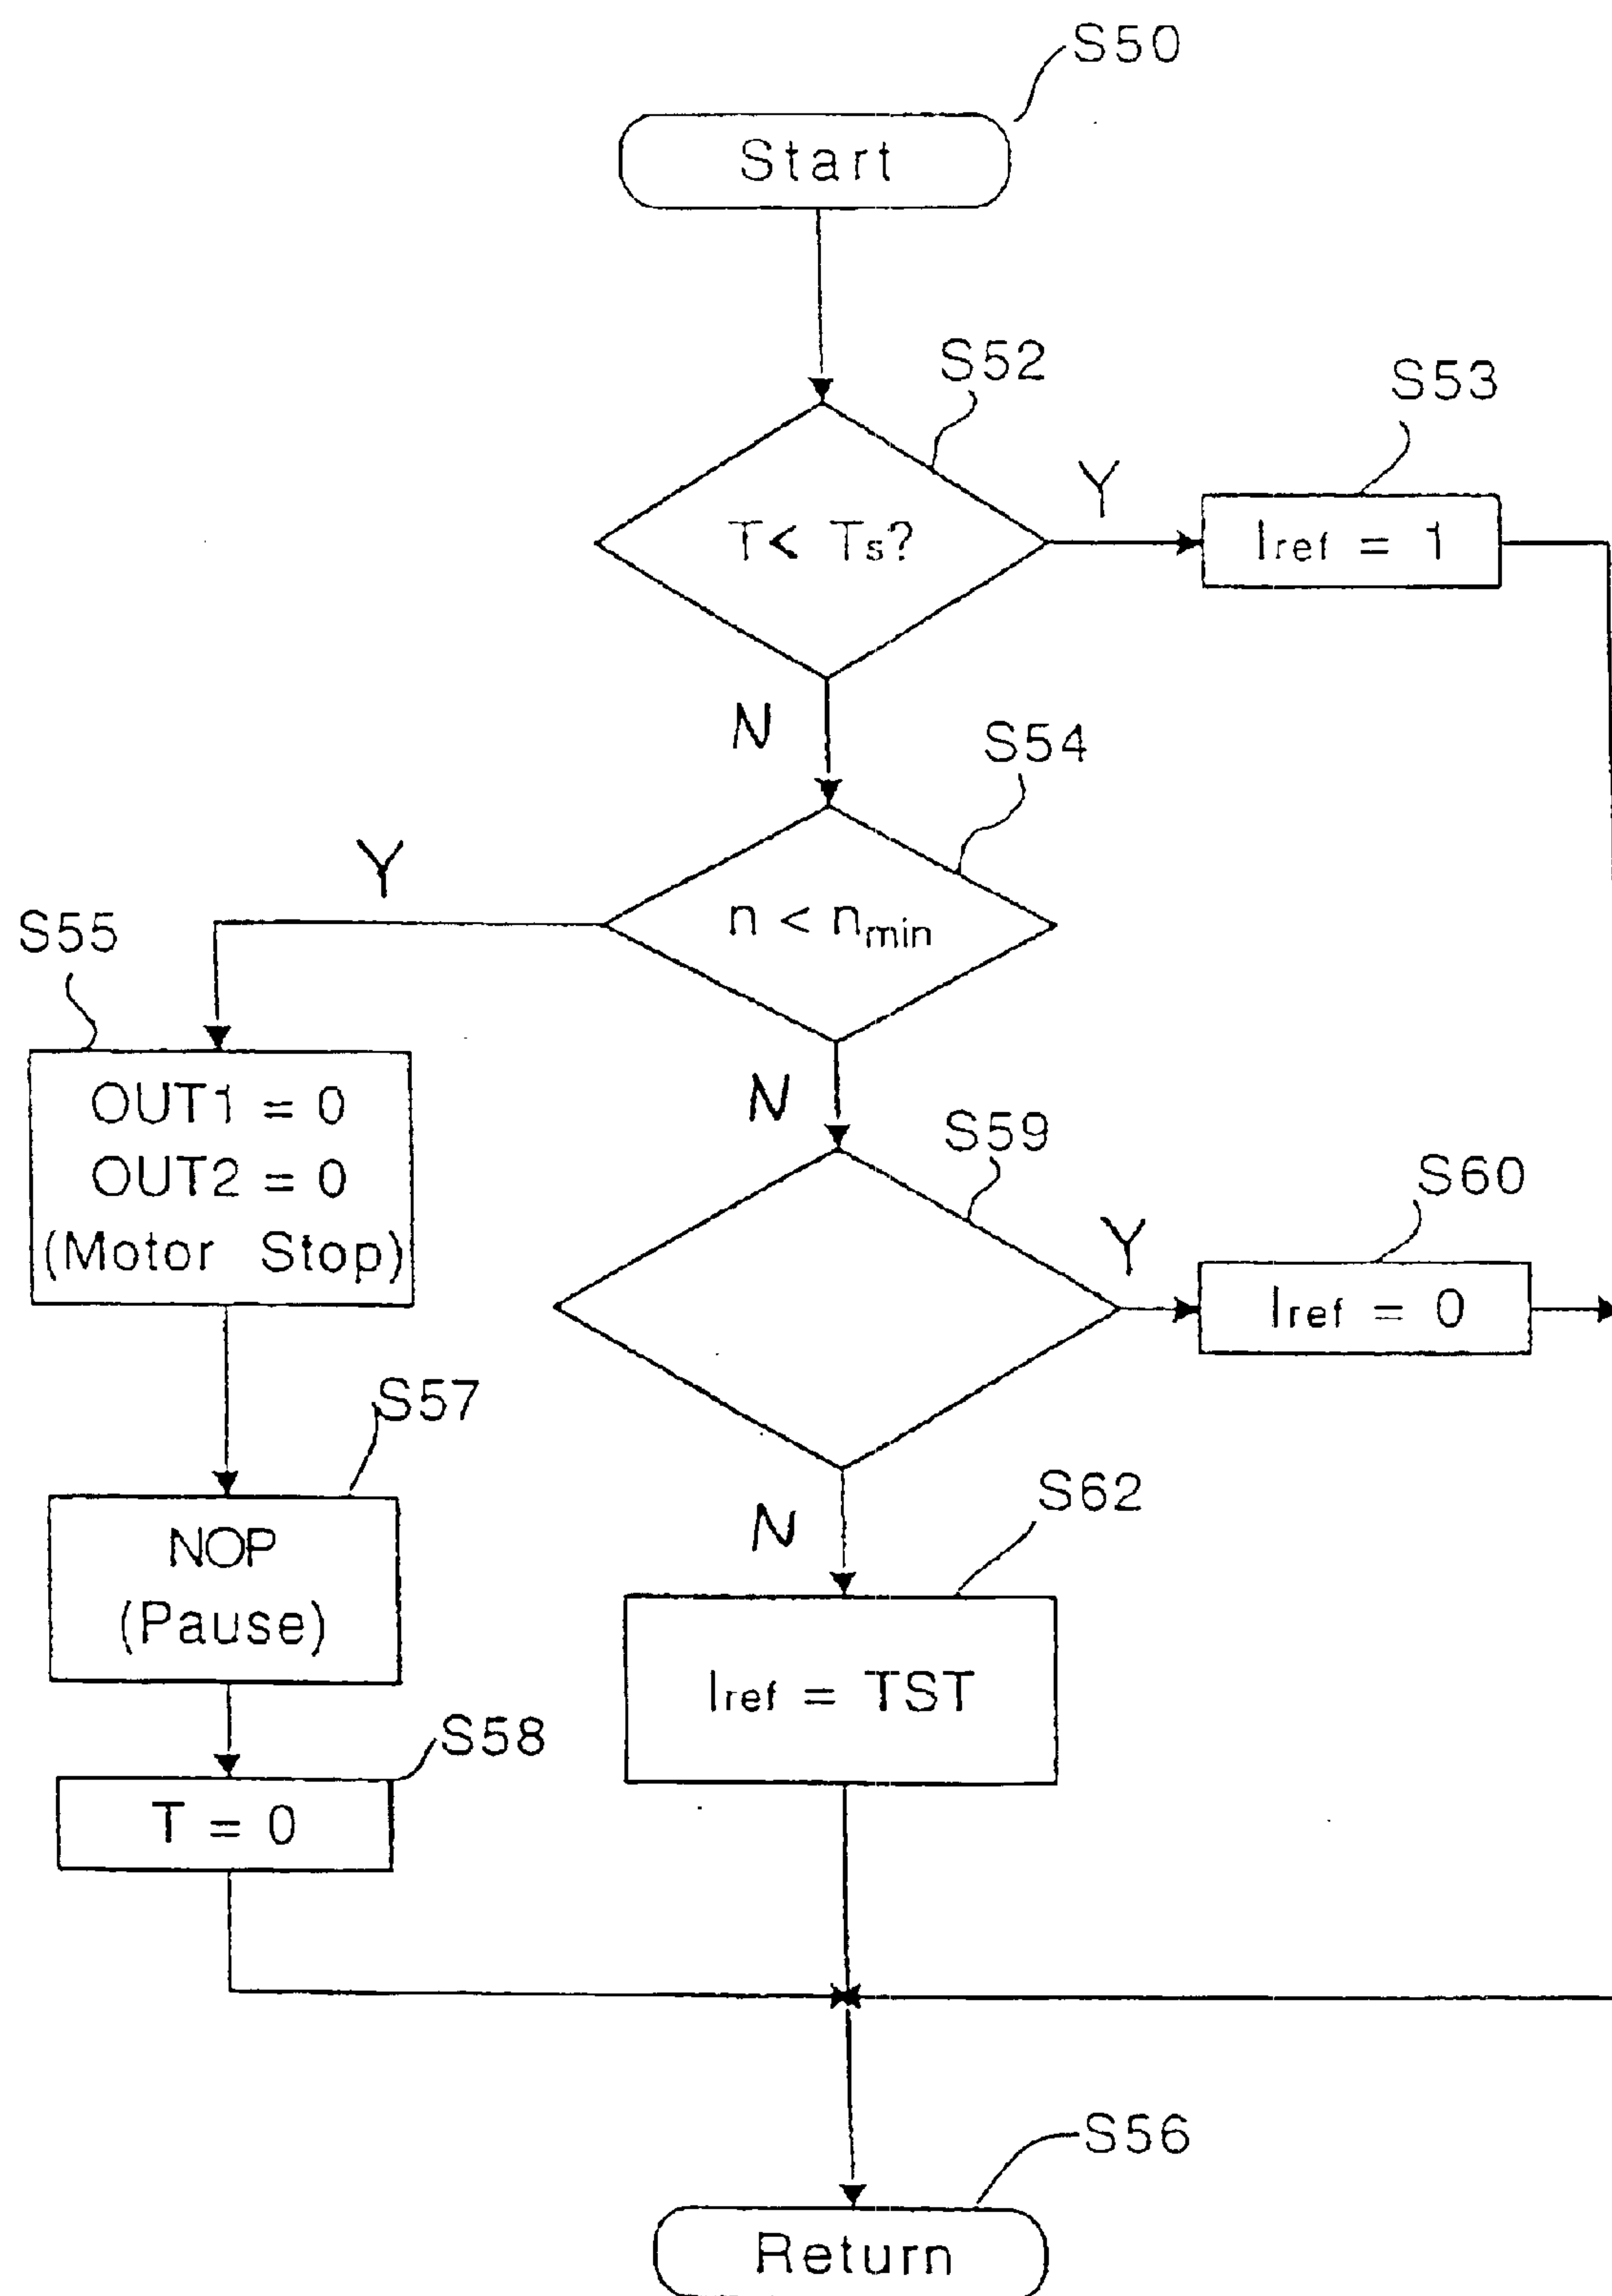 S50
Start
S52
S53
Y
T< Ts?
Iref = 1
N
S54
Y
n < nmin
S55
OUT1 = 0
OUT2 = 0
(Motor Stop)
N
S59
S60
Y
Iref = 0
S57
NOP
(Pause)
N
S62
Iref = TST
S58
T = 0
S56
Return